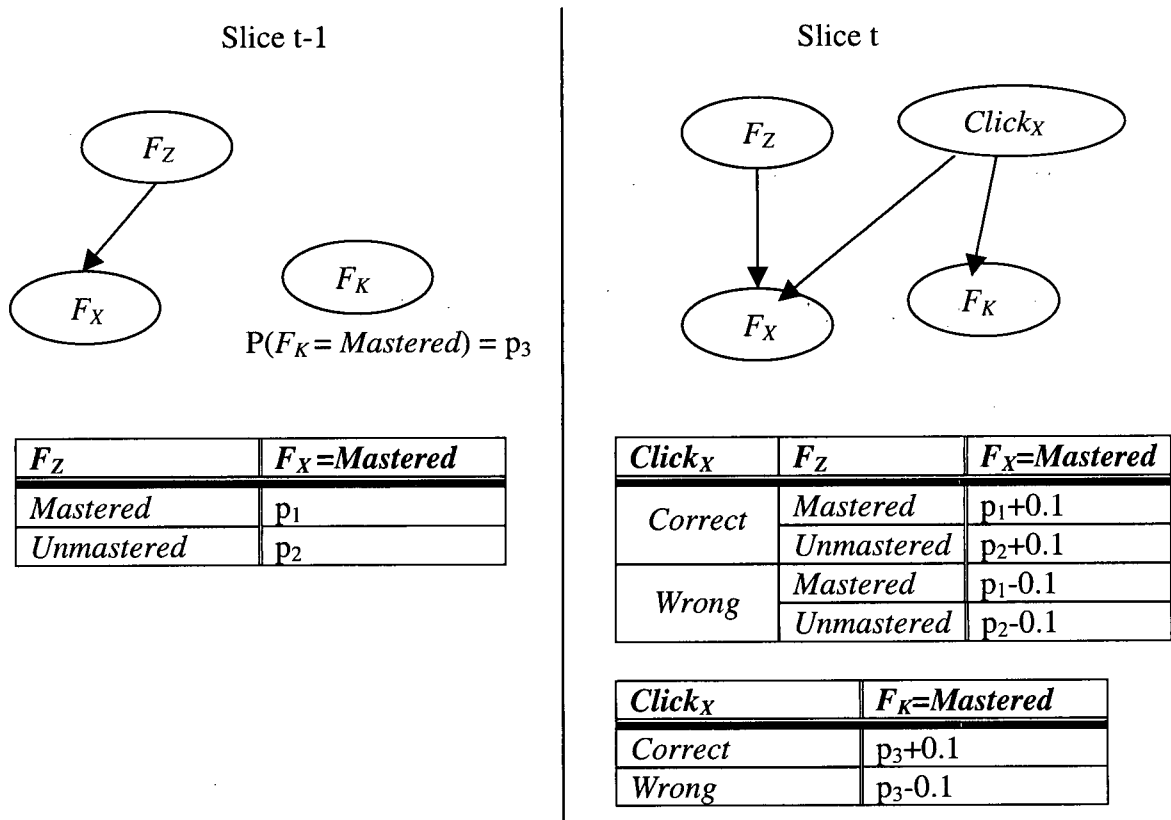 Slice t-1
F_Z
F_X
F_K
P(F_K = Mastered) = p₃
F_Z F_X=Mastered
Mastered p₁
Unmastered p₂
Slice t
F_Z
Click_X
F_X
F_K
Click_X F_Z F_X=Mastered
Correct Mastered p₁+0.1
Unmastered p₂+0.1
Wrong Mastered p₁-0.1
Unmastered p₂-0.1
Click_X F_K=Mastered
Correct p₃+0.1
Wrong p₃-0.1